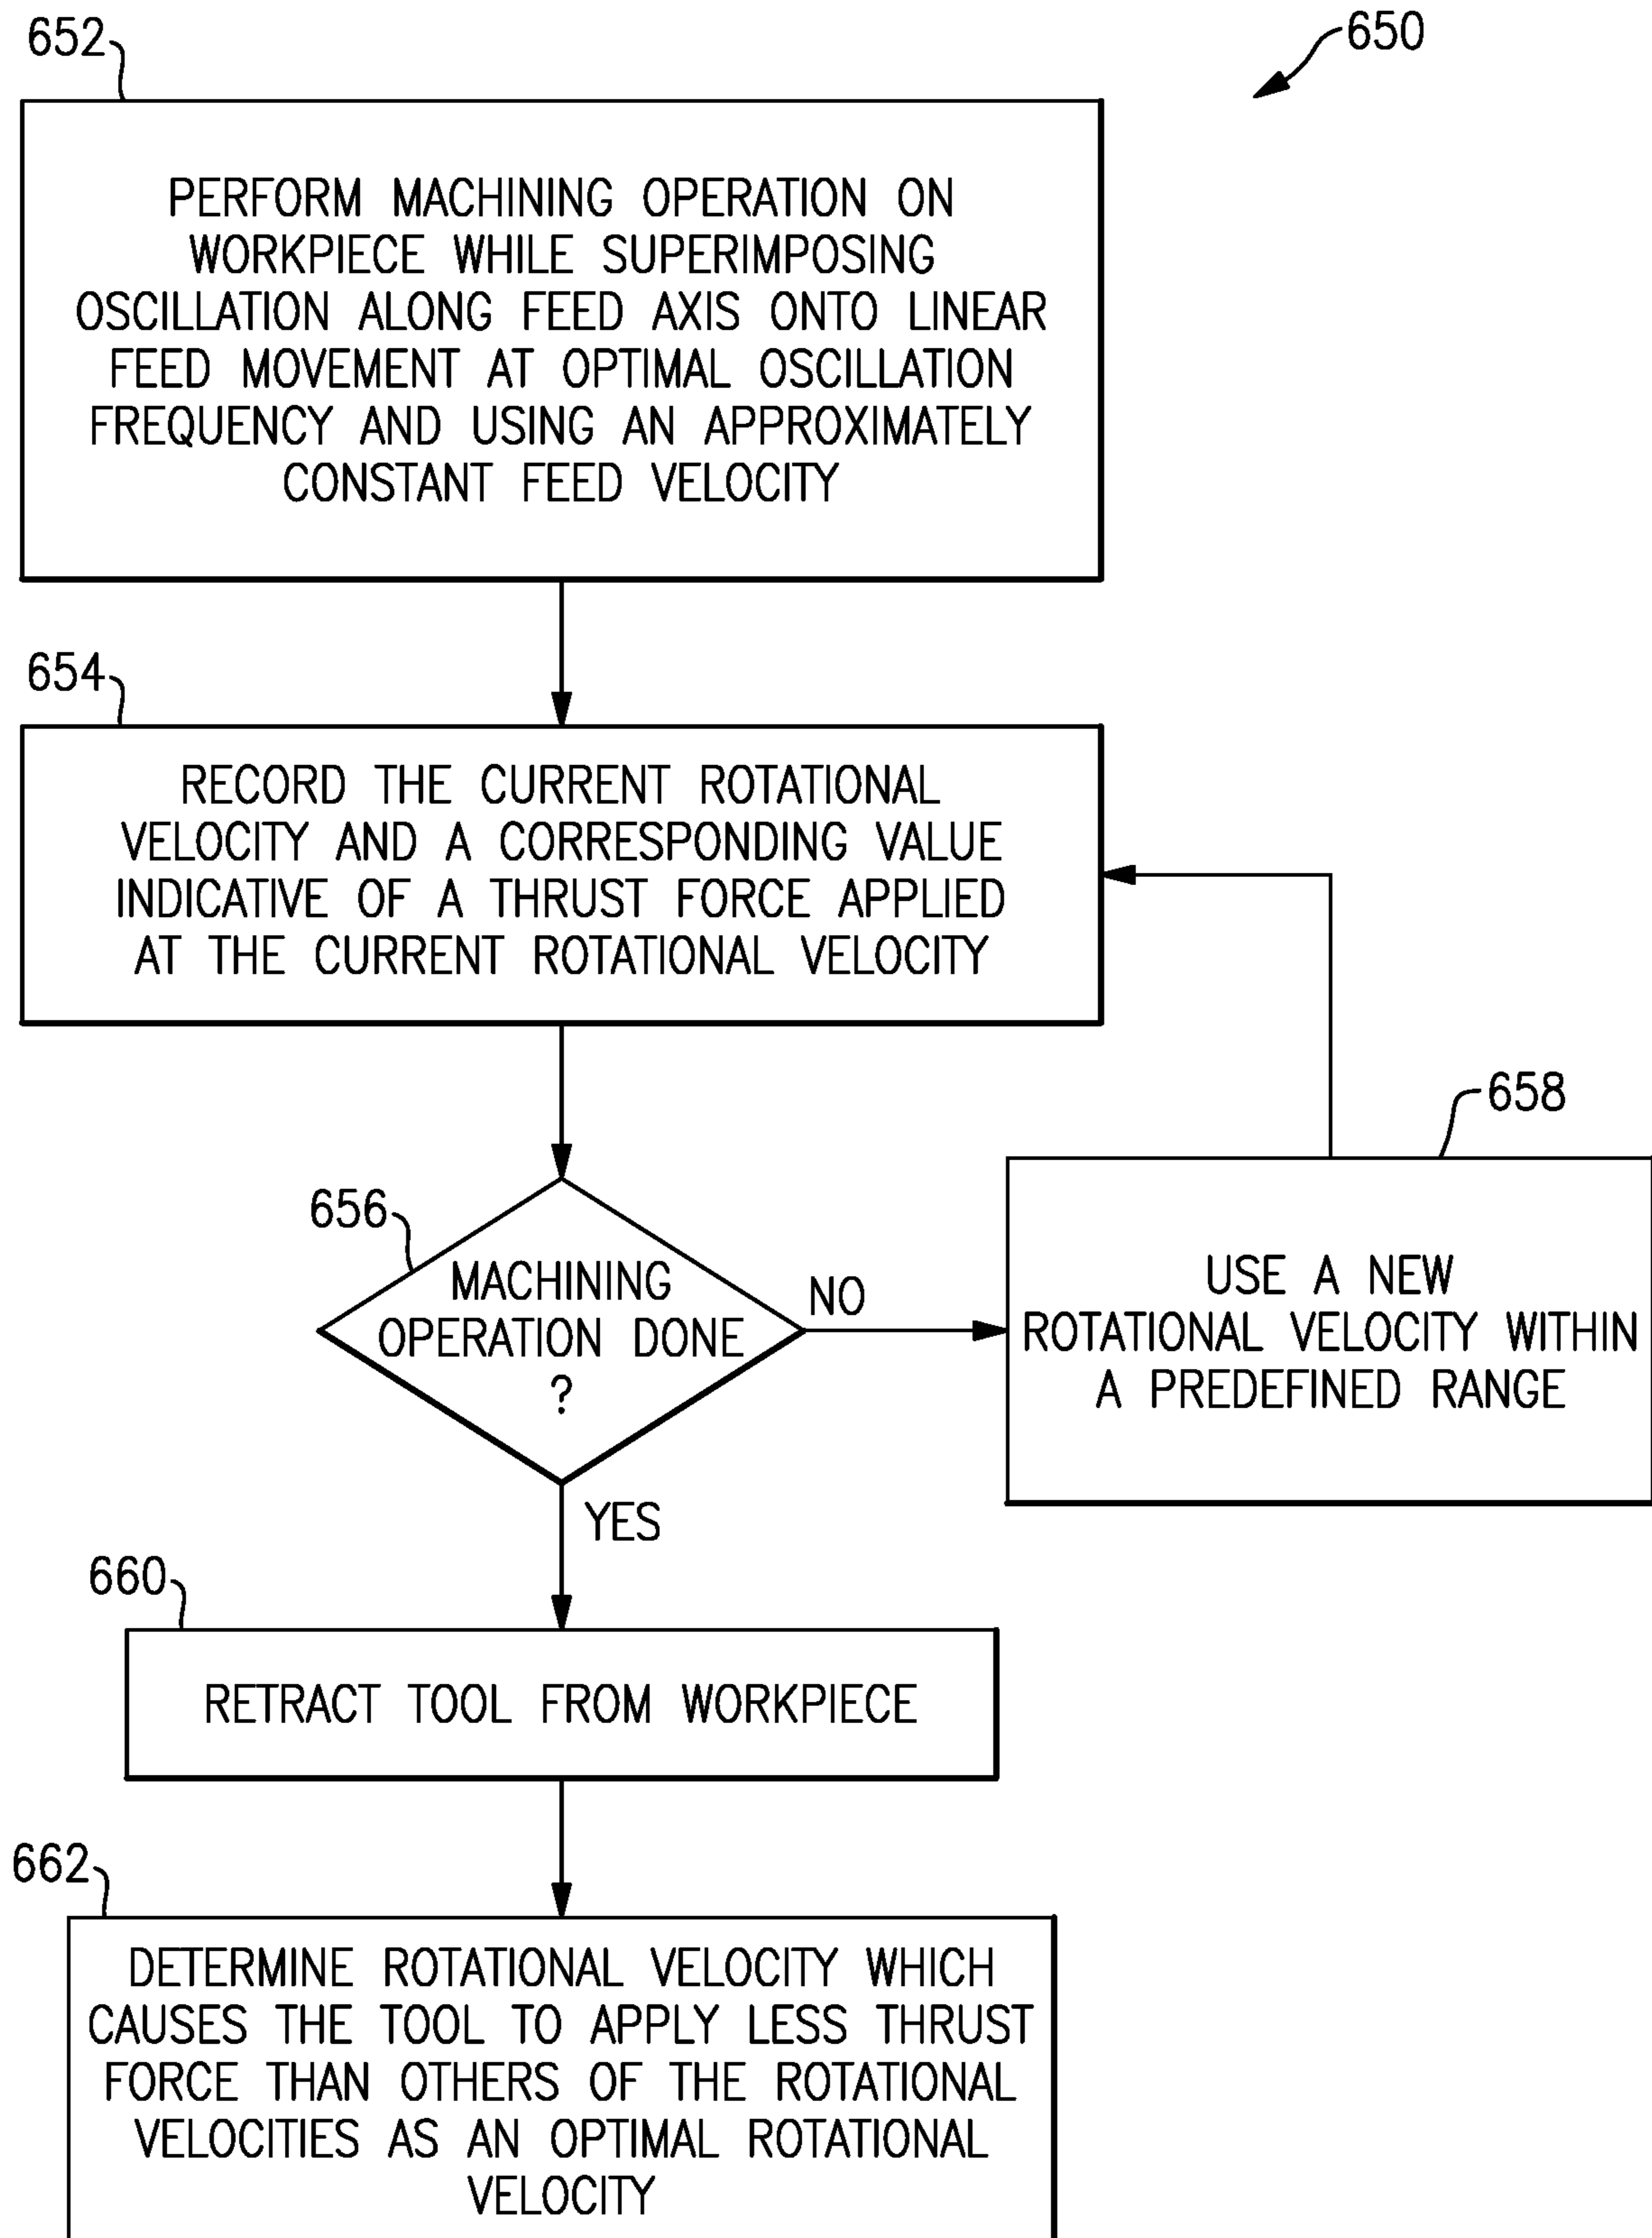 650
652
PERFORM MACHINING OPERATION ON
WORKPIECE WHILE SUPERIMPOSING
OSCILLATION ALONG FEED AXIS ONTO LINEAR
FEED MOVEMENT AT OPTIMAL OSCILLATION
FREQUENCY AND USING AN APPROXIMATELY
CONSTANT FEED VELOCITY
654
RECORD THE CURRENT ROTATIONAL
VELOCITY AND A CORRESPONDING VALUE
INDICATIVE OF A THRUST FORCE APPLIED
AT THE CURRENT ROTATIONAL VELOCITY
656
MACHINING
OPERATION DONE
?
NO
658
USE A NEW
ROTATIONAL VELOCITY WITHIN
A PREDEFINED RANGE
YES
660
RETRACT TOOL FROM WORKPIECE
662
DETERMINE ROTATIONAL VELOCITY WHICH
CAUSES THE TOOL TO APPLY LESS THRUST
FORCE THAN OTHERS OF THE ROTATIONAL
VELOCITIES AS AN OPTIMAL ROTATIONAL
VELOCITY